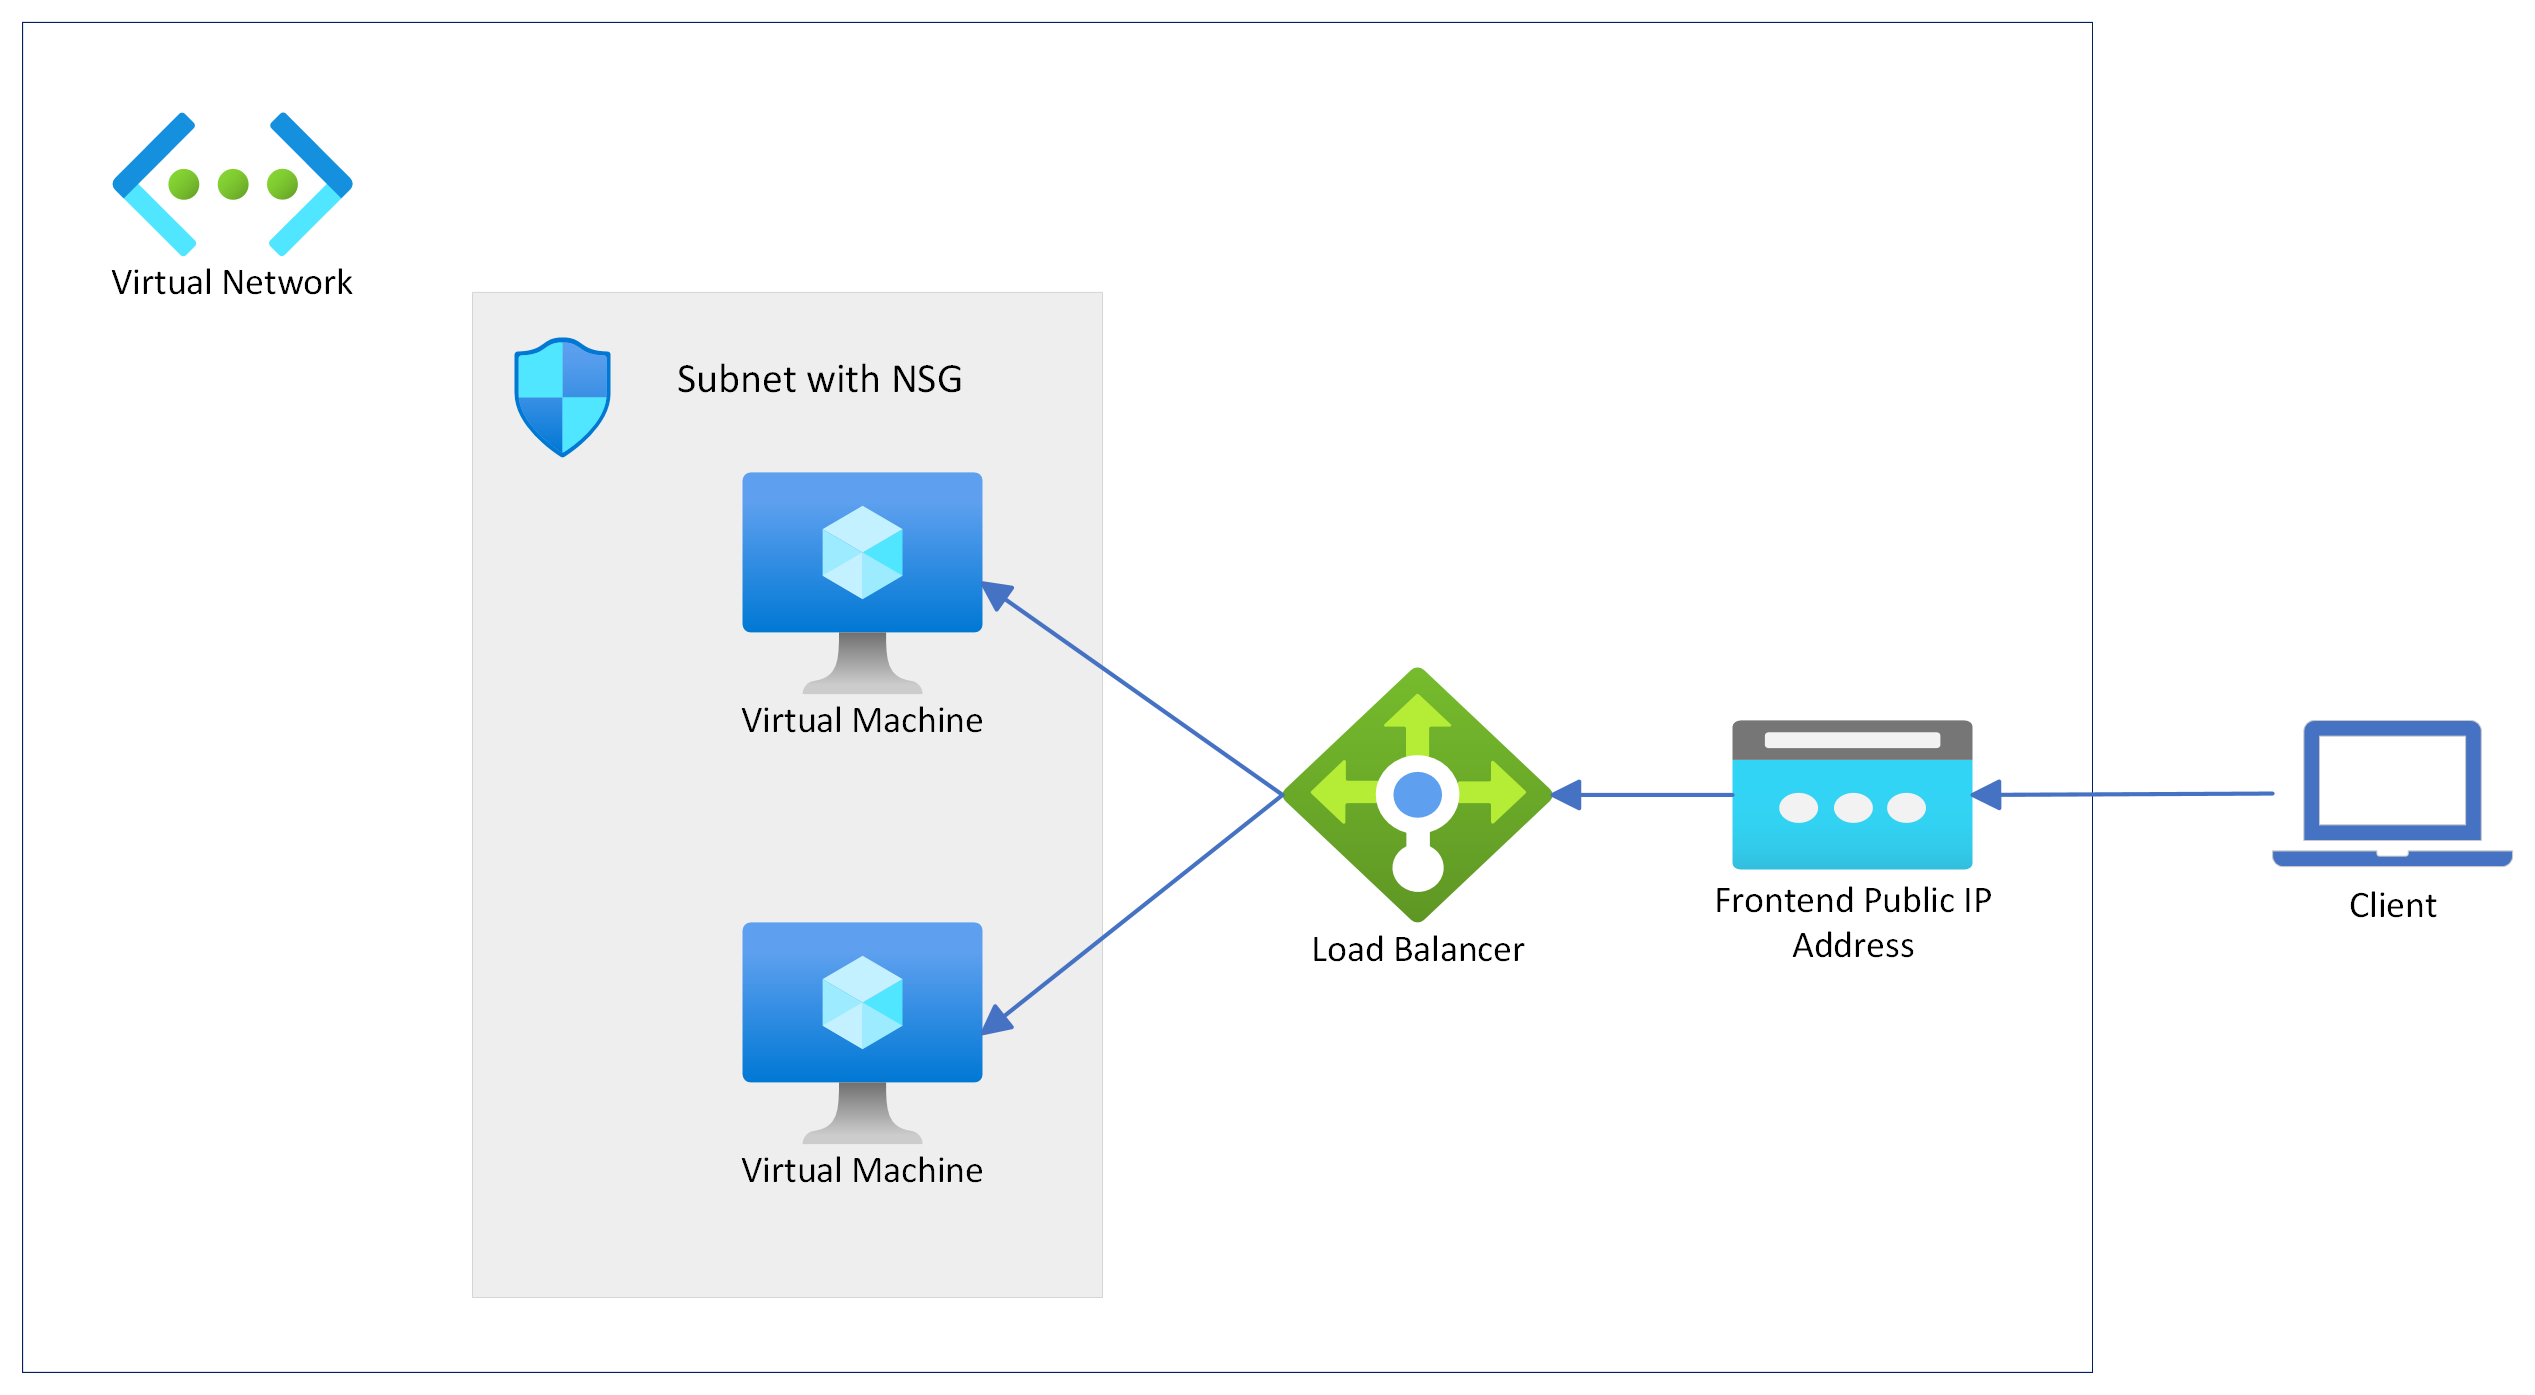 Virtual Network
Subnet with NSG
Virtual Machine
Load Balancer
Frontend Public IP
Address
Client
Virtual Machine